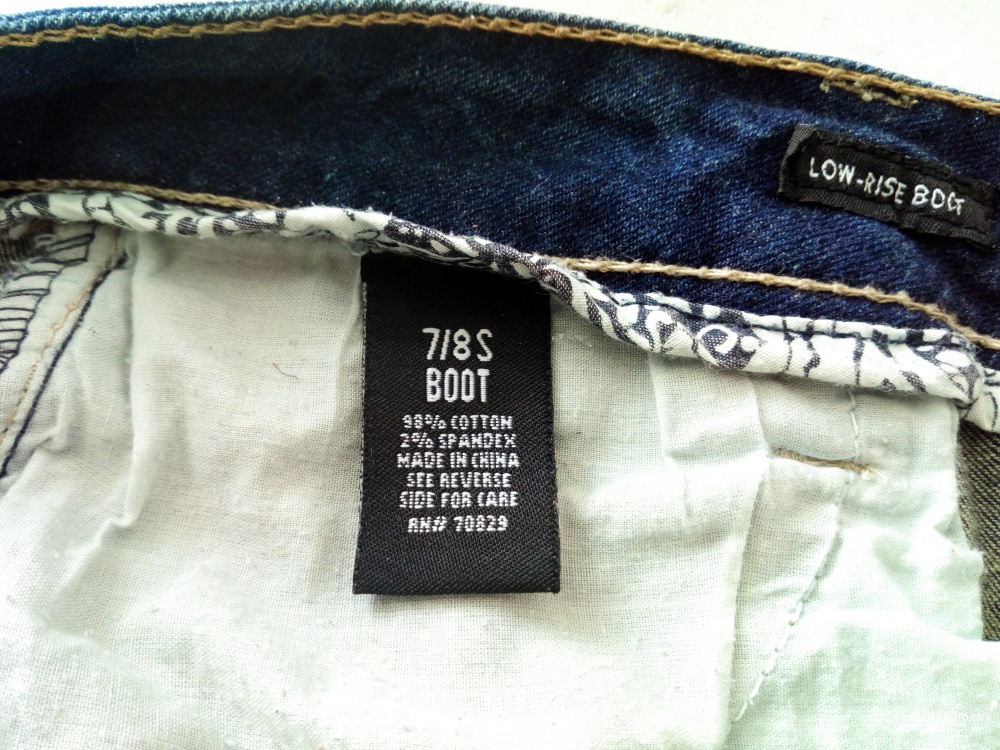 LOW-RISE BOOT
7/8 S
BOOT
98% COTTON
2% SPANDEX
MADE IN CHINA
SEE REVERSE
SIDE FOR CARE
RN# 70829